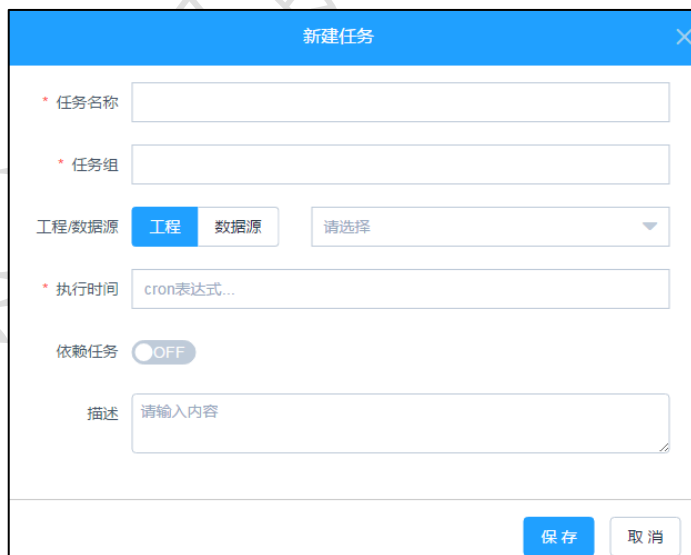 新建任务
* 任务名称
* 任务组
工程/数据源 工程 数据源 请选择
* 执行时间 cron表达式...
依赖任务 OFF
描述 请输入内容
保存 取消